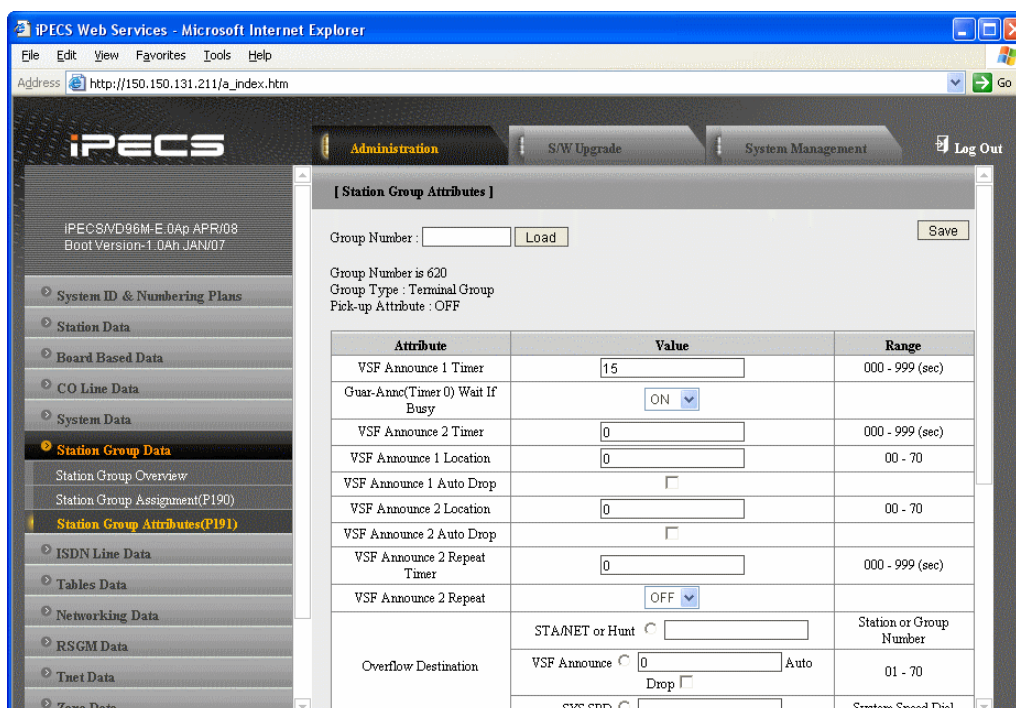 iPECS Web Services - Microsoft Internet Explorer
File Edit View Favorites Tools Help
Address http://150.150.131.211/a_index.htm Go
iPECS
Administration S/W Upgrade System Management Log Out
iPECS/VD96M-E.0Ap APR/08
Boot Version-1.0Ah JAN/07
System ID & Numbering Plans
Station Data
Board Based Data
CO Line Data
System Data
Station Group Data
Station Group Overview
Station Group Assignment(P190)
Station Group Attributes(P191)
ISDN Line Data
Tables Data
Networking Data
RSGM Data
Tnet Data
Zone Data
[ Station Group Attributes ]
Group Number : Load Save
Group Number is 620
Group Type : Terminal Group
Pick-up Attribute : OFF
Attribute Value Range
VSF Announce 1 Timer 15 000 - 999 (sec)
Guar-Annc(Timer 0) Wait If
Busy ON
VSF Announce 2 Timer 0 000 - 999 (sec)
VSF Announce 1 Location 0 00 - 70
VSF Announce 1 Auto Drop
VSF Announce 2 Location 0 00 - 70
VSF Announce 2 Auto Drop
VSF Announce 2 Repeat
Timer 0 000 - 999 (sec)
VSF Announce 2 Repeat OFF
Overflow Destination
STA/NET or Hunt Station or Group
Number
VSF Announce 0 Auto
Drop 01 - 70
SYS SPD System Speed Dial